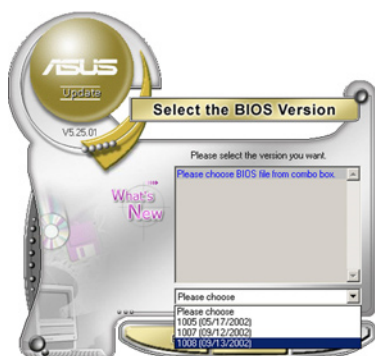 ASUS
Update
V5.25.01
Select the BIOS Version
Please select the version you want.
Please choose BIOS file from combo box.
What's
New
Please choose
Please choose
1005 (05/17/2002)
1007 (09/12/2002)
1008 (09/13/2002)